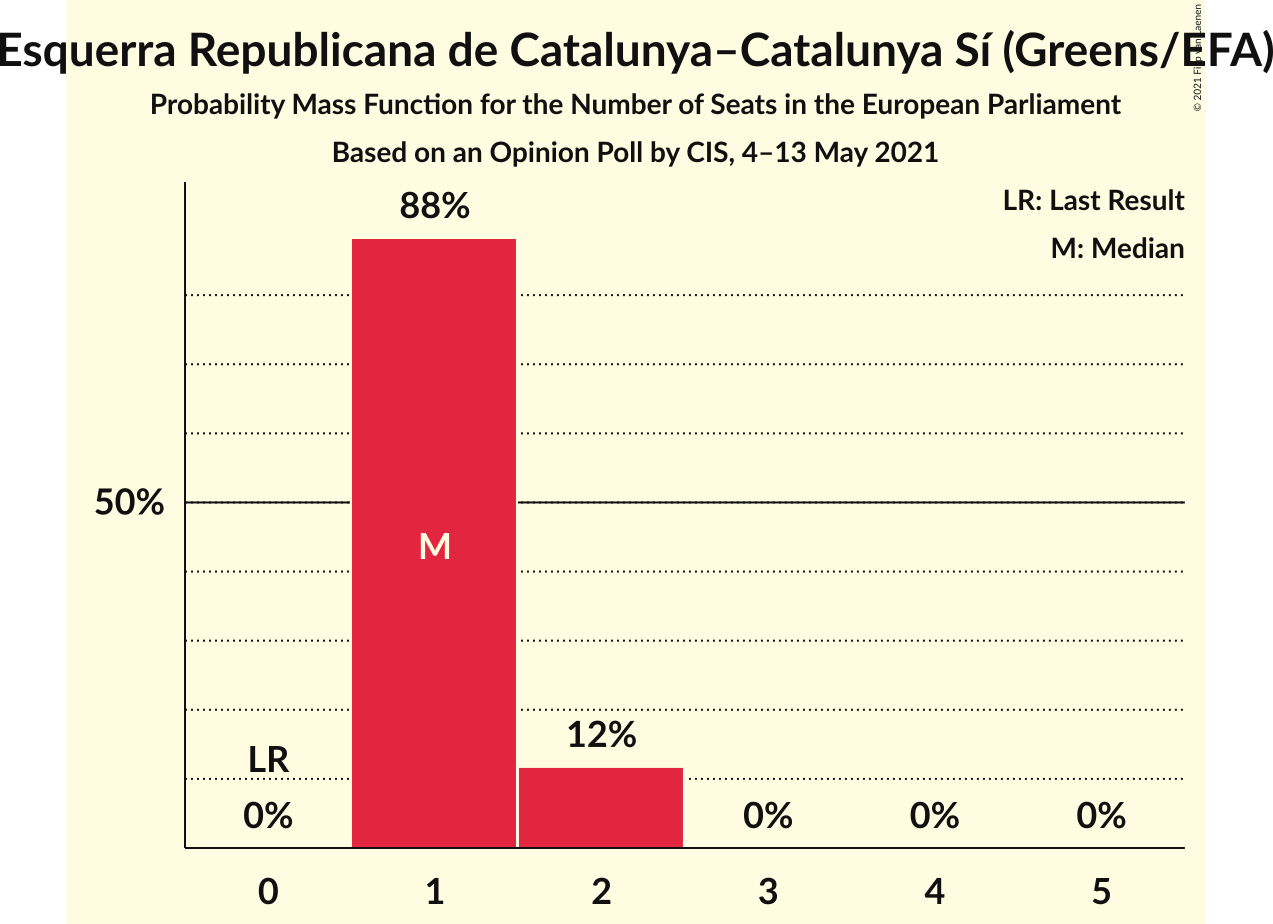 Esquerra Republicana de Catalunya–Catalunya Sí (Greens/EFA)
Probability Mass Function for the Number of Seats in the European Parliament
Based on an Opinion Poll by CIS, 4–13 May 2021
© 2021
LR: Last Result
M: Median
88%
50%
M
12%
LR
0%
0%
0%
0%
0
1
2
3
4
5